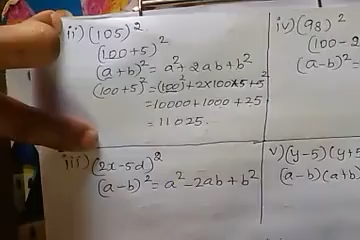 ii) (105)²
(100+5)²
(a+b)² = a²+2ab+b²
(100+5)² = (100)²+2×100×5+5²
= 10000+1000+25
= 11025.
iv) (98)²
(100-2
(a-b)² =
iii) (2x-5d)²
(a-b)² = a²-2ab+b²
v) (y-5)(y+5
(a-b)(a+b)